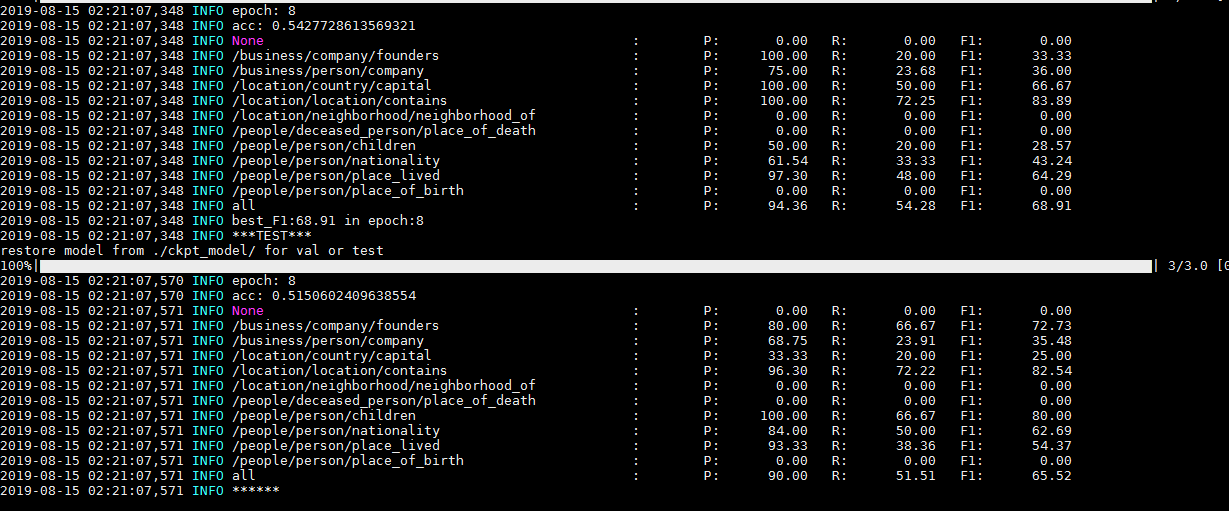 2019-08-15 02:21:07,348 INFO epoch: 8
2019-08-15 02:21:07,348 INFO acc: 0.5427728613569321
2019-08-15 02:21:07,348 INFO None : P: 0.00 R: 0.00 F1: 0.00
2019-08-15 02:21:07,348 INFO /business/company/founders : P: 100.00 R: 20.00 F1: 33.33
2019-08-15 02:21:07,348 INFO /business/person/company : P: 75.00 R: 23.68 F1: 36.00
2019-08-15 02:21:07,348 INFO /location/country/capital : P: 100.00 R: 50.00 F1: 66.67
2019-08-15 02:21:07,348 INFO /location/location/contains : P: 100.00 R: 72.25 F1: 83.89
2019-08-15 02:21:07,348 INFO /location/neighborhood/neighborhood_of : P: 0.00 R: 0.00 F1: 0.00
2019-08-15 02:21:07,348 INFO /people/deceased_person/place_of_death : P: 0.00 R: 0.00 F1: 0.00
2019-08-15 02:21:07,348 INFO /people/person/children : P: 50.00 R: 20.00 F1: 28.57
2019-08-15 02:21:07,348 INFO /people/person/nationality : P: 61.54 R: 33.33 F1: 43.24
2019-08-15 02:21:07,348 INFO /people/person/place_lived : P: 97.30 R: 48.00 F1: 64.29
2019-08-15 02:21:07,348 INFO /people/person/place_of_birth : P: 0.00 R: 0.00 F1: 0.00
2019-08-15 02:21:07,348 INFO all : P: 94.36 R: 54.28 F1: 68.91
2019-08-15 02:21:07,348 INFO best_F1:68.91 in epoch:8
2019-08-15 02:21:07,348 INFO ***TEST***
restore model from ./ckpt_model/ for val or test
100%| | 3/3.0 [0
2019-08-15 02:21:07,570 INFO epoch: 8
2019-08-15 02:21:07,570 INFO acc: 0.5150602409638554
2019-08-15 02:21:07,571 INFO None : P: 0.00 R: 0.00 F1: 0.00
2019-08-15 02:21:07,571 INFO /business/company/founders : P: 80.00 R: 66.67 F1: 72.73
2019-08-15 02:21:07,571 INFO /business/person/company : P: 68.75 R: 23.91 F1: 35.48
2019-08-15 02:21:07,571 INFO /location/country/capital : P: 33.33 R: 20.00 F1: 25.00
2019-08-15 02:21:07,571 INFO /location/location/contains : P: 96.30 R: 72.22 F1: 82.54
2019-08-15 02:21:07,571 INFO /location/neighborhood/neighborhood_of : P: 0.00 R: 0.00 F1: 0.00
2019-08-15 02:21:07,571 INFO /people/deceased_person/place_of_death : P: 0.00 R: 0.00 F1: 0.00
2019-08-15 02:21:07,571 INFO /people/person/children : P: 100.00 R: 66.67 F1: 80.00
2019-08-15 02:21:07,571 INFO /people/person/nationality : P: 84.00 R: 50.00 F1: 62.69
2019-08-15 02:21:07,571 INFO /people/person/place_lived : P: 93.33 R: 38.36 F1: 54.37
2019-08-15 02:21:07,571 INFO /people/person/place_of_birth : P: 0.00 R: 0.00 F1: 0.00
2019-08-15 02:21:07,571 INFO all : P: 90.00 R: 51.51 F1: 65.52
2019-08-15 02:21:07,571 INFO ******